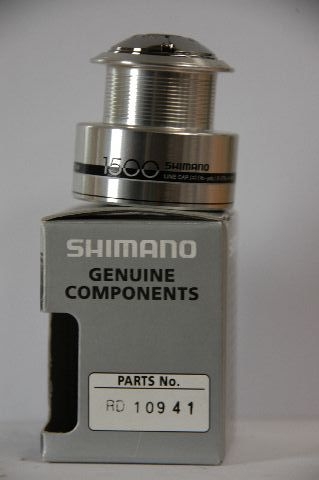 1500 SHIMANO
SHIMANO
GENUINE
COMPONENTS
PARTS No.
RD 10941